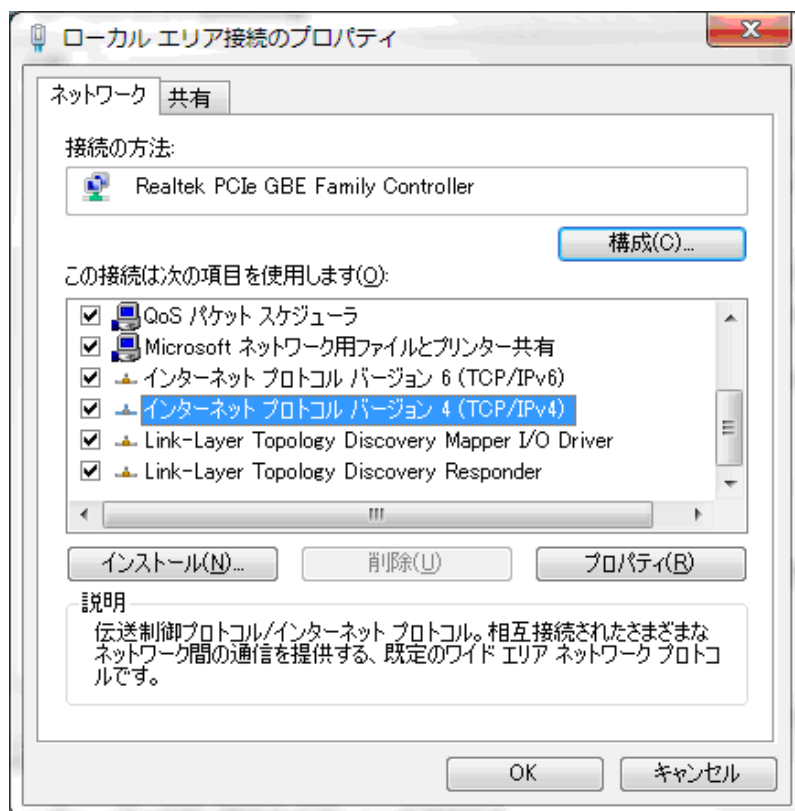 ローカル エリア接続のプロパティ
ネットワーク 共有
接続の方法:
Realtek PCIe GBE Family Controller
構成(C)...
この接続は次の項目を使用します(O):
QoS パケット スケジューラ
Microsoft ネットワーク用ファイルとプリンター共有
インターネット プロトコル バージョン 6 (TCP/IPv6)
インターネット プロトコル バージョン 4 (TCP/IPv4)
Link-Layer Topology Discovery Mapper I/O Driver
Link-Layer Topology Discovery Responder
インストール(N)... 削除(U) プロパティ(R)
説明
伝送制御プロトコル/インターネット プロトコル。相互接続されたさまざまな
ネットワーク間の通信を提供する、既定のワイド エリア ネットワーク プロトコ
ルです。
OK キャンセル